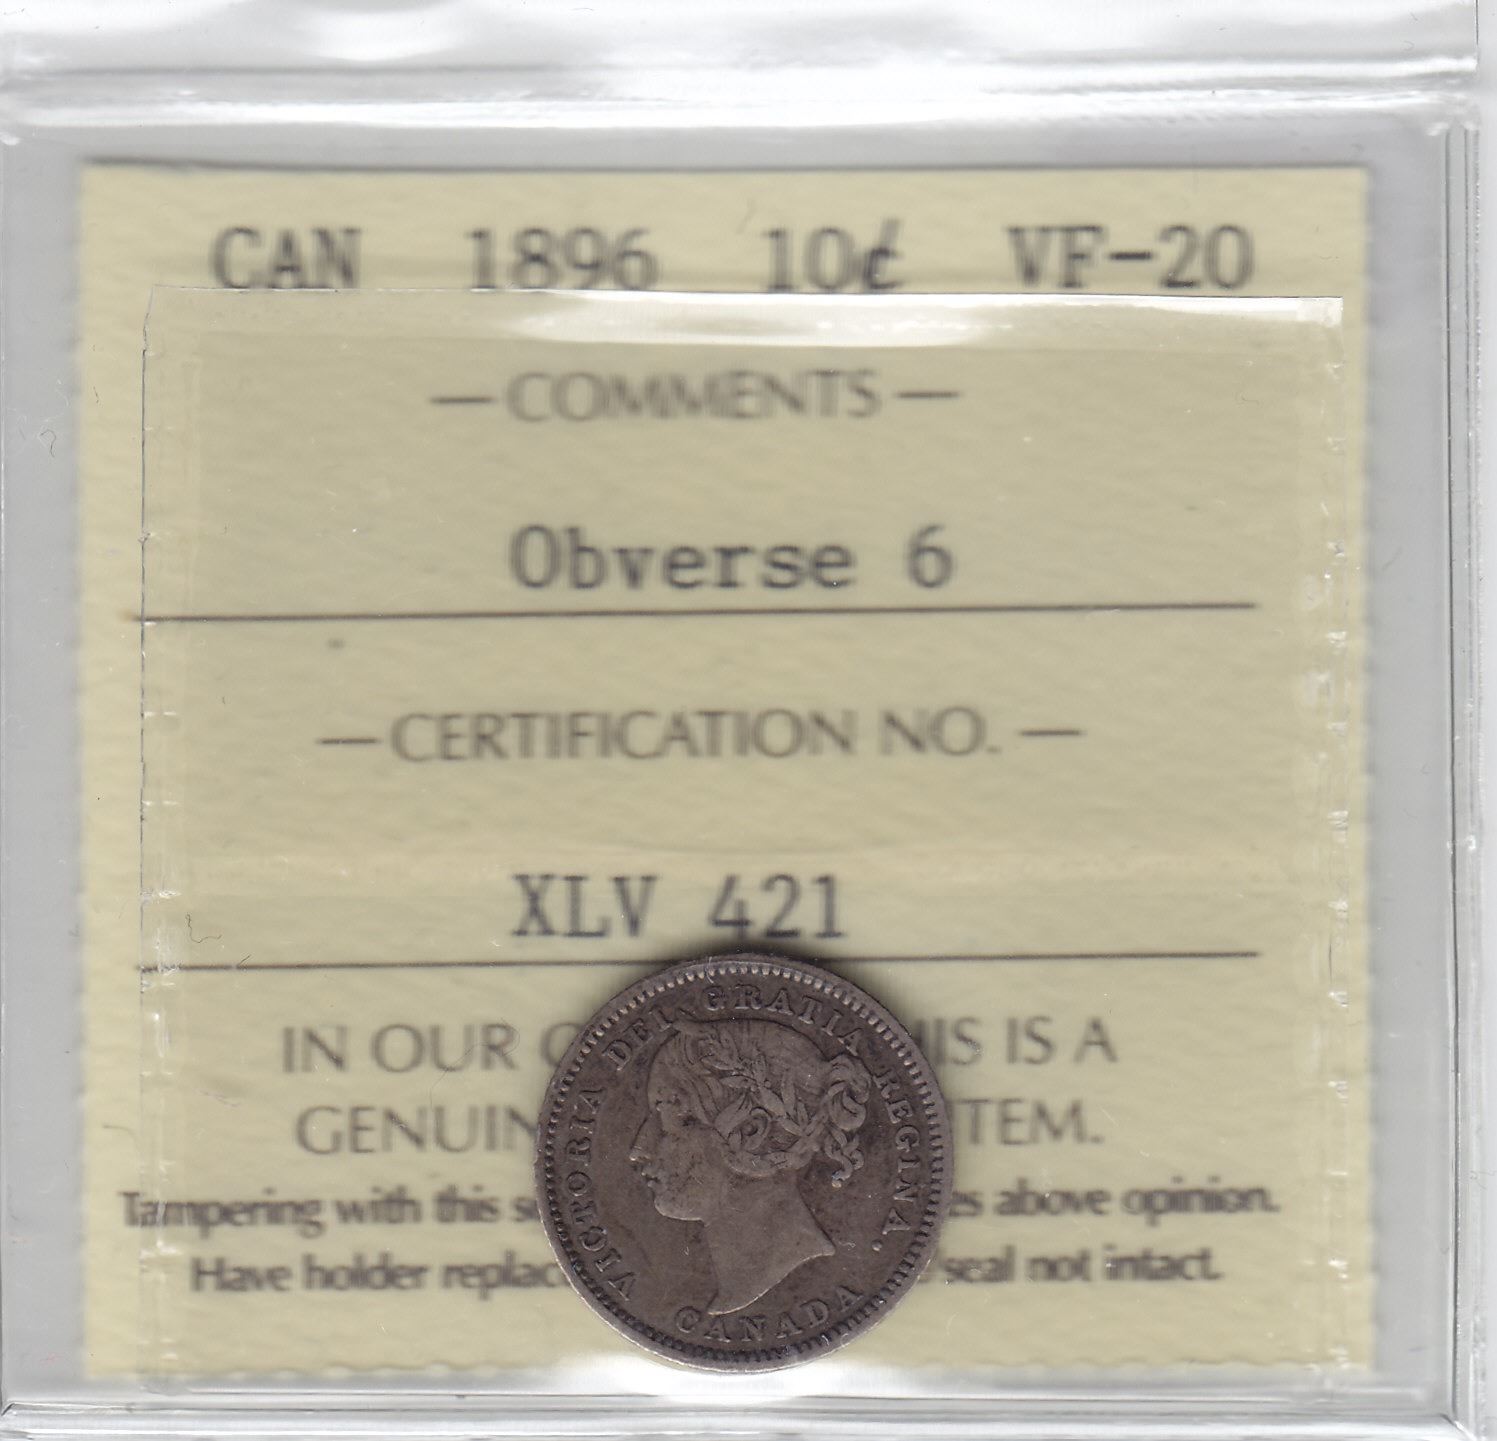 CAN 1896 10¢ VF-20
— COMMENTS —
Obverse 6
— CERTIFICATION NO. —
XLV 421
IN OUR O HIS IS A
GENUIN ITEM.
Tampering with this s es above opinion.
Have holder replac seal not intact.
VICTORIA DEI GRATIA REGINA.
CANADA